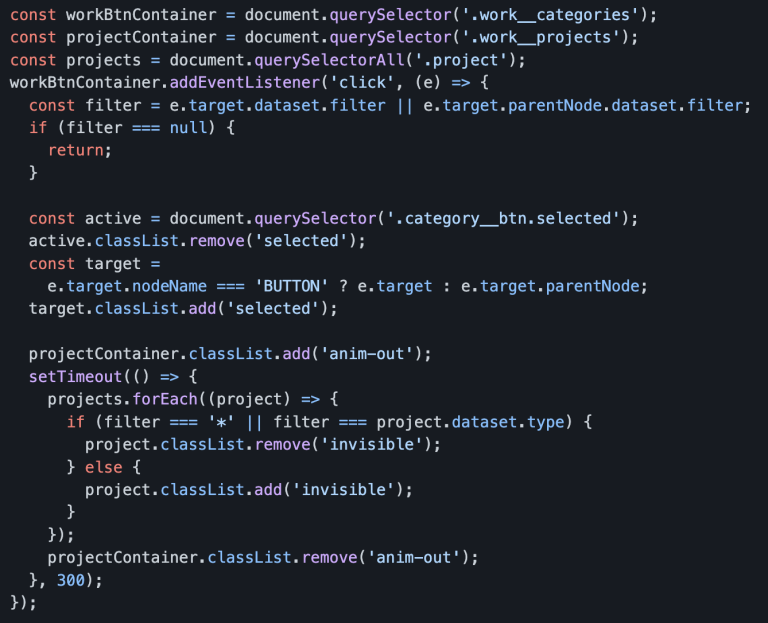 const workBtnContainer = document.querySelector('.work__categories');
const projectContainer = document.querySelector('.work__projects');
const projects = document.querySelectorAll('.project');
workBtnContainer.addEventListener('click', (e) => {
  const filter = e.target.dataset.filter || e.target.parentNode.dataset.filter;
  if (filter === null) {
    return;
  }

  const active = document.querySelector('.category__btn.selected');
  active.classList.remove('selected');
  const target =
    e.target.nodeName === 'BUTTON' ? e.target : e.target.parentNode;
  target.classList.add('selected');

  projectContainer.classList.add('anim-out');
  setTimeout(() => {
    projects.forEach((project) => {
      if (filter === '*' || filter === project.dataset.type) {
        project.classList.remove('invisible');
      } else {
        project.classList.add('invisible');
      }
    });
    projectContainer.classList.remove('anim-out');
  }, 300);
});